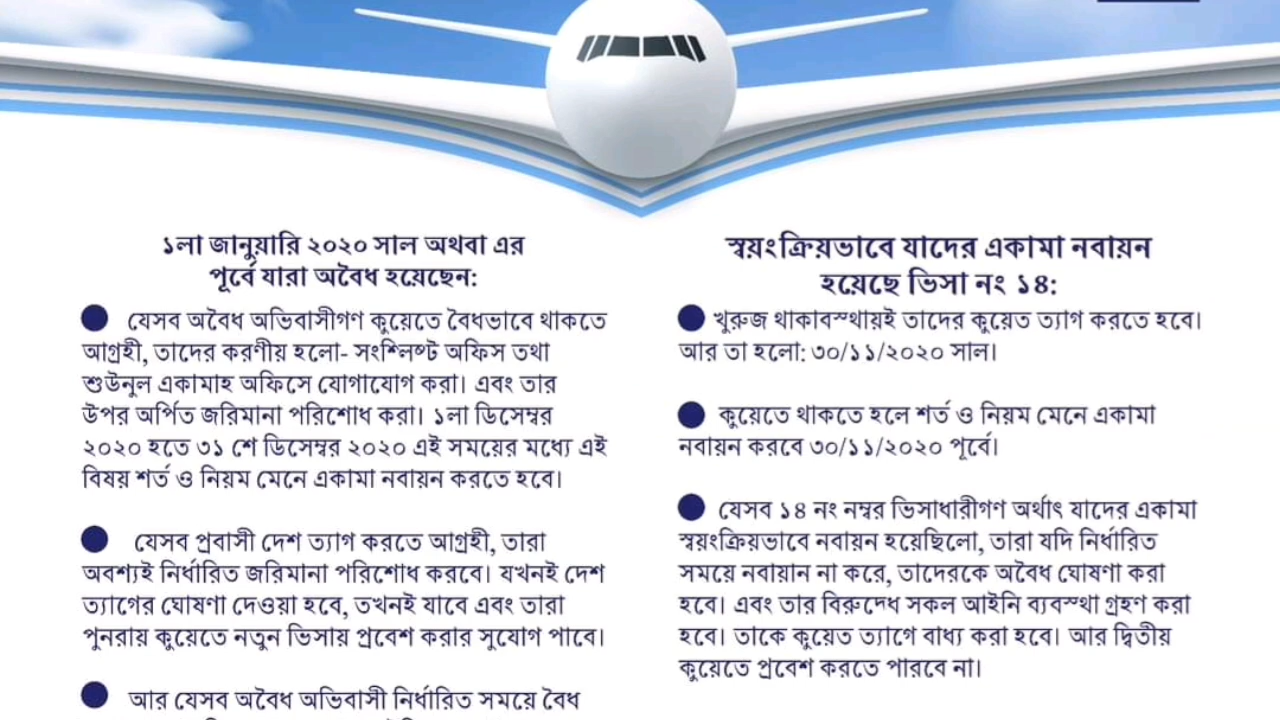 ১লা জানুয়ারি ২০২০ সাল অথবা এর
পূর্বে যারা অবৈধ হয়েছেন:
যেসব অবৈধ অভিবাসীগণ কুয়েতে বৈধভাবে থাকতে
আগ্রহী, তাদের করণীয় হলো- সংশ্লিষ্ট অফিস তথা
শুউনুল একামাহ অফিসে যোগাযোগ করা। এবং তার
উপর অর্পিত জরিমানা পরিশোধ করা। ১লা ডিসেম্বর
২০২০ হতে ৩১ শে ডিসেম্বর ২০২০ এই সময়ের মধ্যে এই
বিষয় শর্ত ও নিয়ম মেনে একামা নবায়ন করতে হবে।
যেসব প্রবাসী দেশ ত্যাগ করতে আগ্রহী, তারা
অবশ্যই নির্ধারিত জরিমানা পরিশোধ করবে। যখনই দেশ
ত্যাগের ঘোষণা দেওয়া হবে, তখনই যাবে এবং তারা
পুনরায় কুয়েতে নতুন ভিসায় প্রবেশ করার সুযোগ পাবে।
আর যেসব অবৈধ অভিবাসী নির্ধারিত সময়ে বৈধ
স্বয়ংক্রিয়ভাবে যাদের একামা নবায়ন
হয়েছে ভিসা নং ১৪:
খুরুজ থাকাবস্থায়ই তাদের কুয়েত ত্যাগ করতে হবে।
আর তা হলো: ৩০/১১/২০২০ সাল।
কুয়েতে থাকতে হলে শর্ত ও নিয়ম মেনে একামা
নবায়ন করবে ৩০/১১/২০২০ পূর্বে।
যেসব ১৪ নং নম্বর ভিসাধারীগণ অর্থাৎ যাদের একামা
স্বয়ংক্রিয়ভাবে নবায়ন হয়েছিলো, তারা যদি নির্ধারিত
সময়ে নবায়ান না করে, তাদেরকে অবৈধ ঘোষণা করা
হবে। এবং তার বিরুদ্ধে সকল আইনি ব্যবস্থা গ্রহণ করা
হবে। তাকে কুয়েত ত্যাগে বাধ্য করা হবে। আর দ্বিতীয়
কুয়েতে প্রবেশ করতে পারবে না।